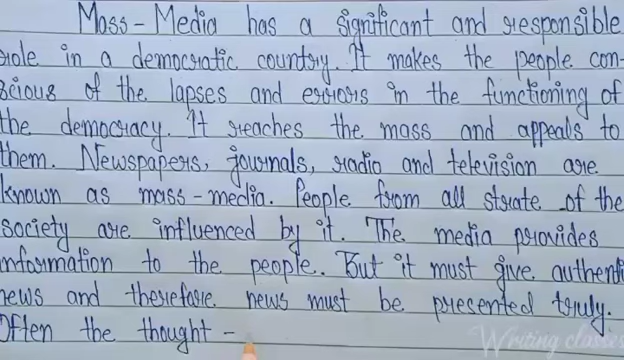 Mass-Media has a significant and responsible
role in a democratic country. It makes the people con-
scious of the lapses and errors in the functioning of
the democracy. It reaches the mass and appeals to
them. Newspapers, journals, radio and television are
known as mass-media. People from all strate of the
society are influenced by it. The media provides
information to the people. But it must give authenti
news and therefore news must be presented truly.
Often the thought -
Writing classes